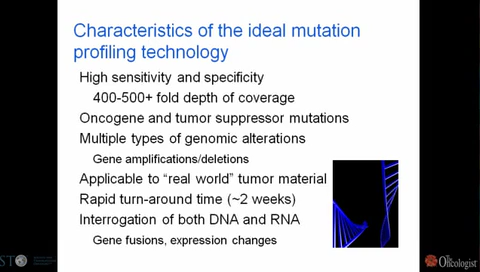 Characteristics of the ideal mutation
profiling technology
High sensitivity and specificity
400-500+ fold depth of coverage
Oncogene and tumor suppressor mutations
Multiple types of genomic alterations
Gene amplifications/deletions
Applicable to “real world” tumor material
Rapid turn-around time (~2 weeks)
Interrogation of both DNA and RNA
Gene fusions, expression changes
STO
The Oncologist